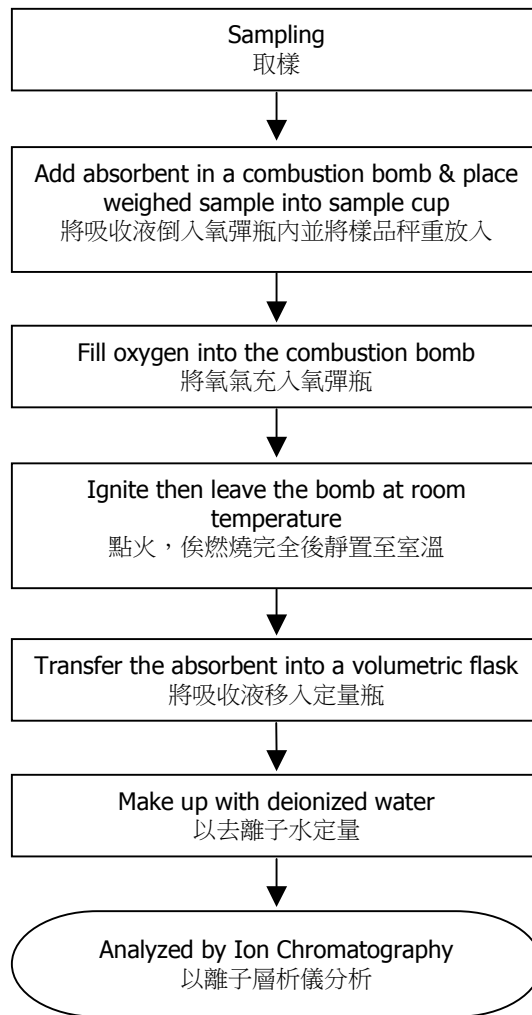 Sampling
取樣
Add absorbent in a combustion bomb & place
weighed sample into sample cup
將吸收液倒入氧彈瓶內並將樣品秤重放入
Fill oxygen into the combustion bomb
將氧氣充入氧彈瓶
Ignite then leave the bomb at room
temperature
點火，俟燃燒完全後靜置至室溫
Transfer the absorbent into a volumetric flask
將吸收液移入定量瓶
Make up with deionized water
以去離子水定量
Analyzed by Ion Chromatography
以離子層析儀分析